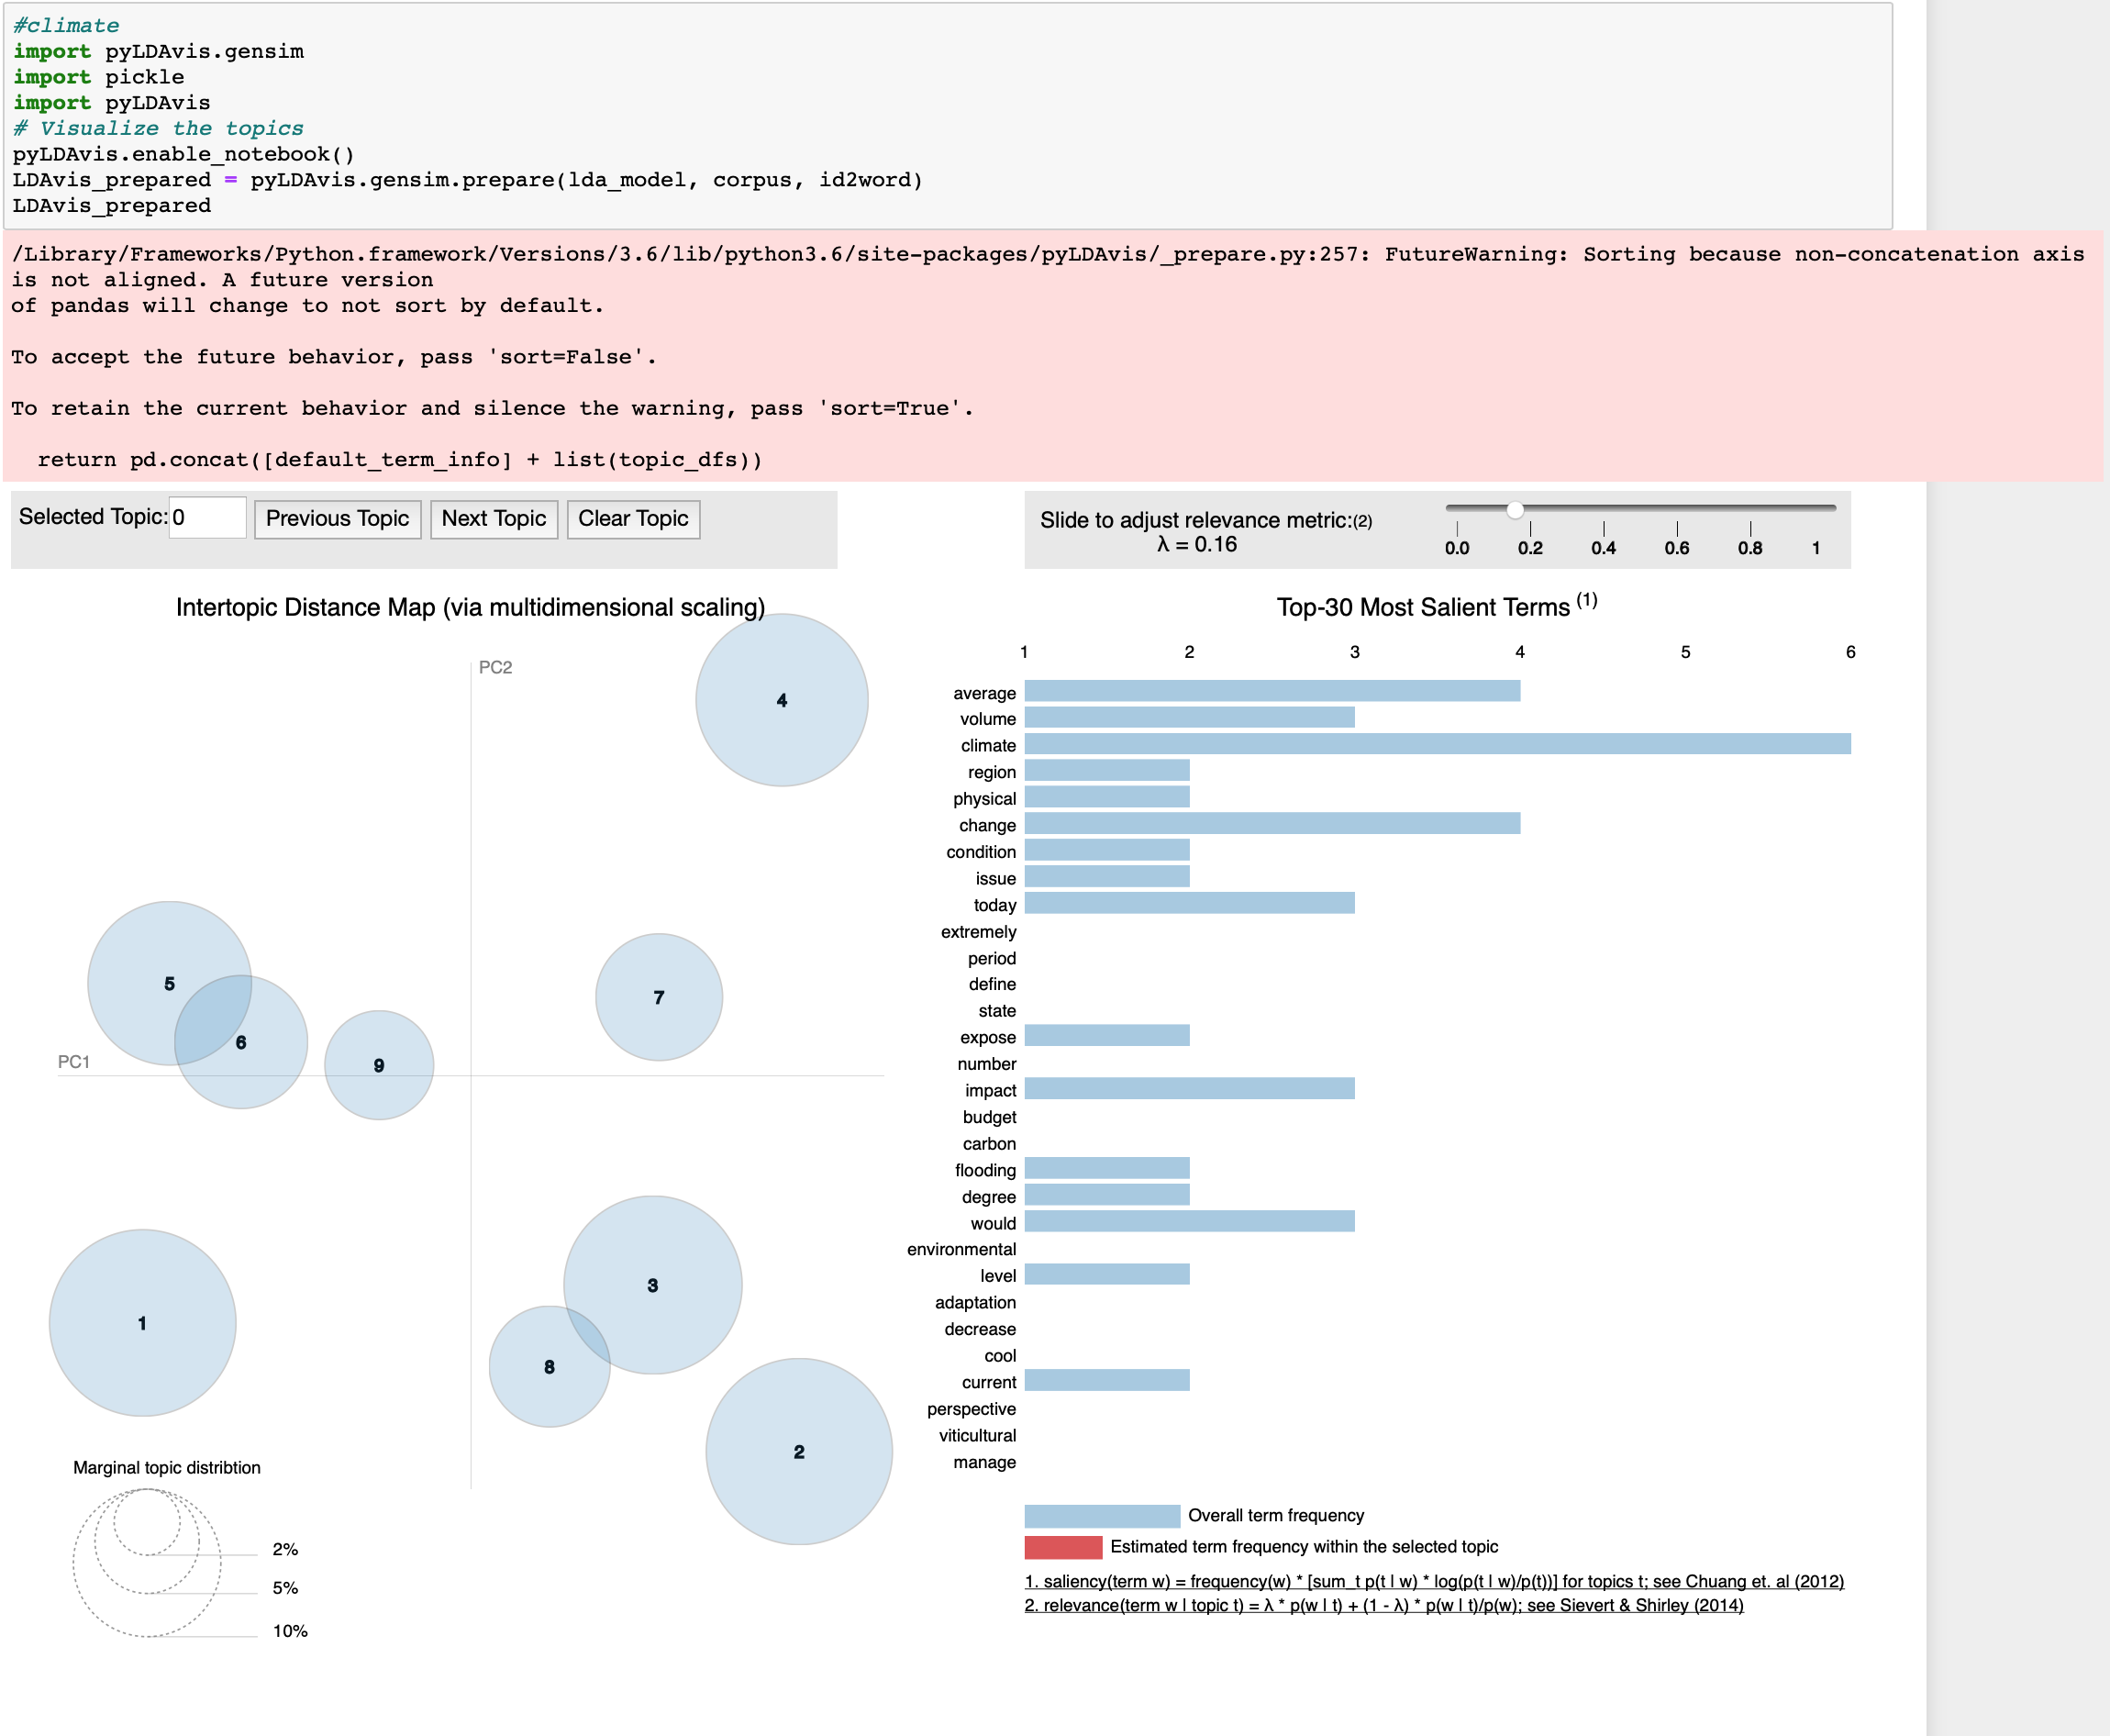 #climate
import pyLDAvis.gensim
import pickle
import pyLDAvis
# Visualize the topics
pyLDAvis.enable_notebook()
LDAvis_prepared = pyLDAvis.gensim.prepare(lda_model, corpus, id2word)
LDAvis_prepared
/Library/Frameworks/Python.framework/Versions/3.6/lib/python3.6/site-packages/pyLDAvis/_prepare.py:257: FutureWarning: Sorting because non-concatenation axis
is not aligned. A future version
of pandas will change to not sort by default.
To accept the future behavior, pass 'sort=False'.
To retain the current behavior and silence the warning, pass 'sort=True'.
return pd.concat([default_term_info] + list(topic_dfs))
Selected Topic: 0 Previous Topic Next Topic Clear Topic
Slide to adjust relevance metric:(2)
λ = 0.16
0.0 0.2 0.4 0.6 0.8 1
Intertopic Distance Map (via multidimensional scaling)
PC2
4
5
7
6
9
PC1
3
1
8
2
Marginal topic distribtion
2%
5%
10%
Top-30 Most Salient Terms (1)
1 2 3 4 5 6
average
volume
climate
region
physical
change
condition
issue
today
extremely
period
define
state
expose
number
impact
budget
carbon
flooding
degree
would
environmental
level
adaptation
decrease
cool
current
perspective
viticultural
manage
Overall term frequency
Estimated term frequency within the selected topic
1. saliency(term w) = frequency(w) * [sum_t p(t | w) * log(p(t | w)/p(t))] for topics t; see Chuang et. al (2012)
2. relevance(term w | topic t) = λ * p(w | t) + (1 - λ) * p(w | t)/p(w); see Sievert & Shirley (2014)